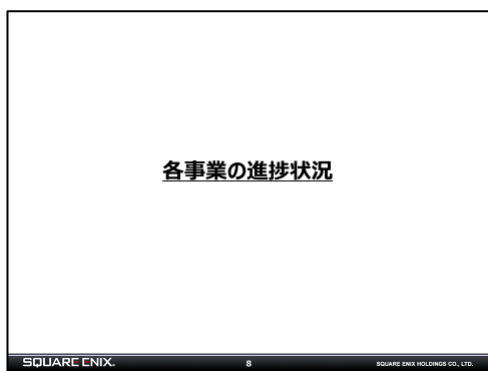 各事業の進捗状況
SQUARE ENIX. 8 SQUARE ENIX HOLDINGS CO., LTD.